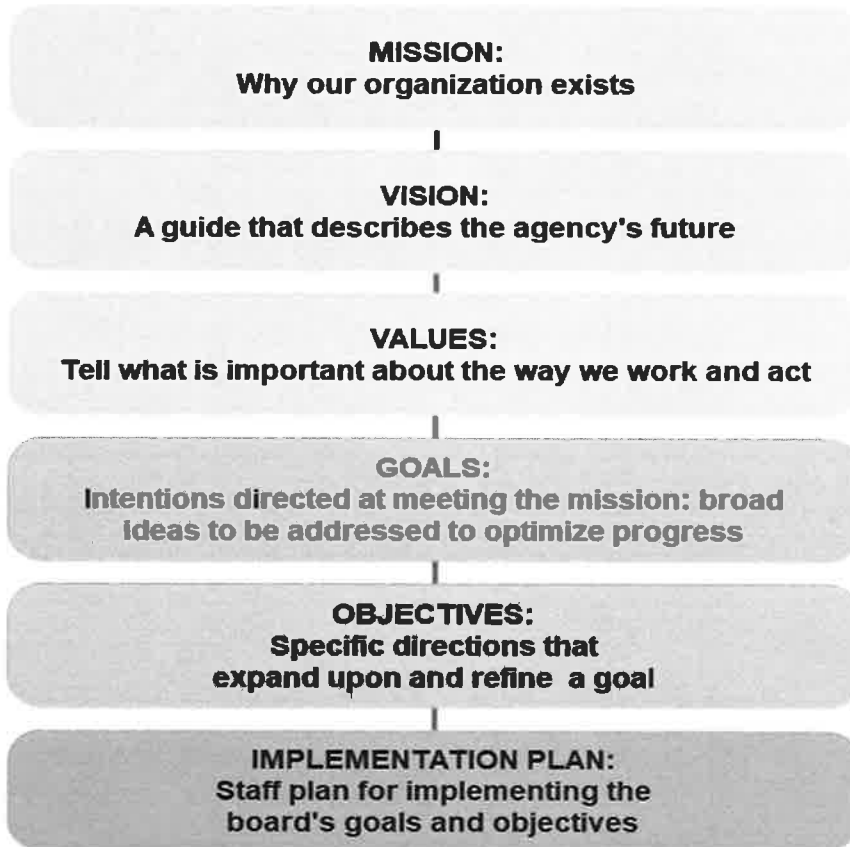 MISSION:
Why our organization exists
VISION:
A guide that describes the agency's future
VALUES:
Tell what is important about the way we work and act
GOALS:
Intentions directed at meeting the mission: broad
ideas to be addressed to optimize progress
OBJECTIVES:
Specific directions that
expand upon and refine a goal
IMPLEMENTATION PLAN:
Staff plan for implementing the
board's goals and objectives